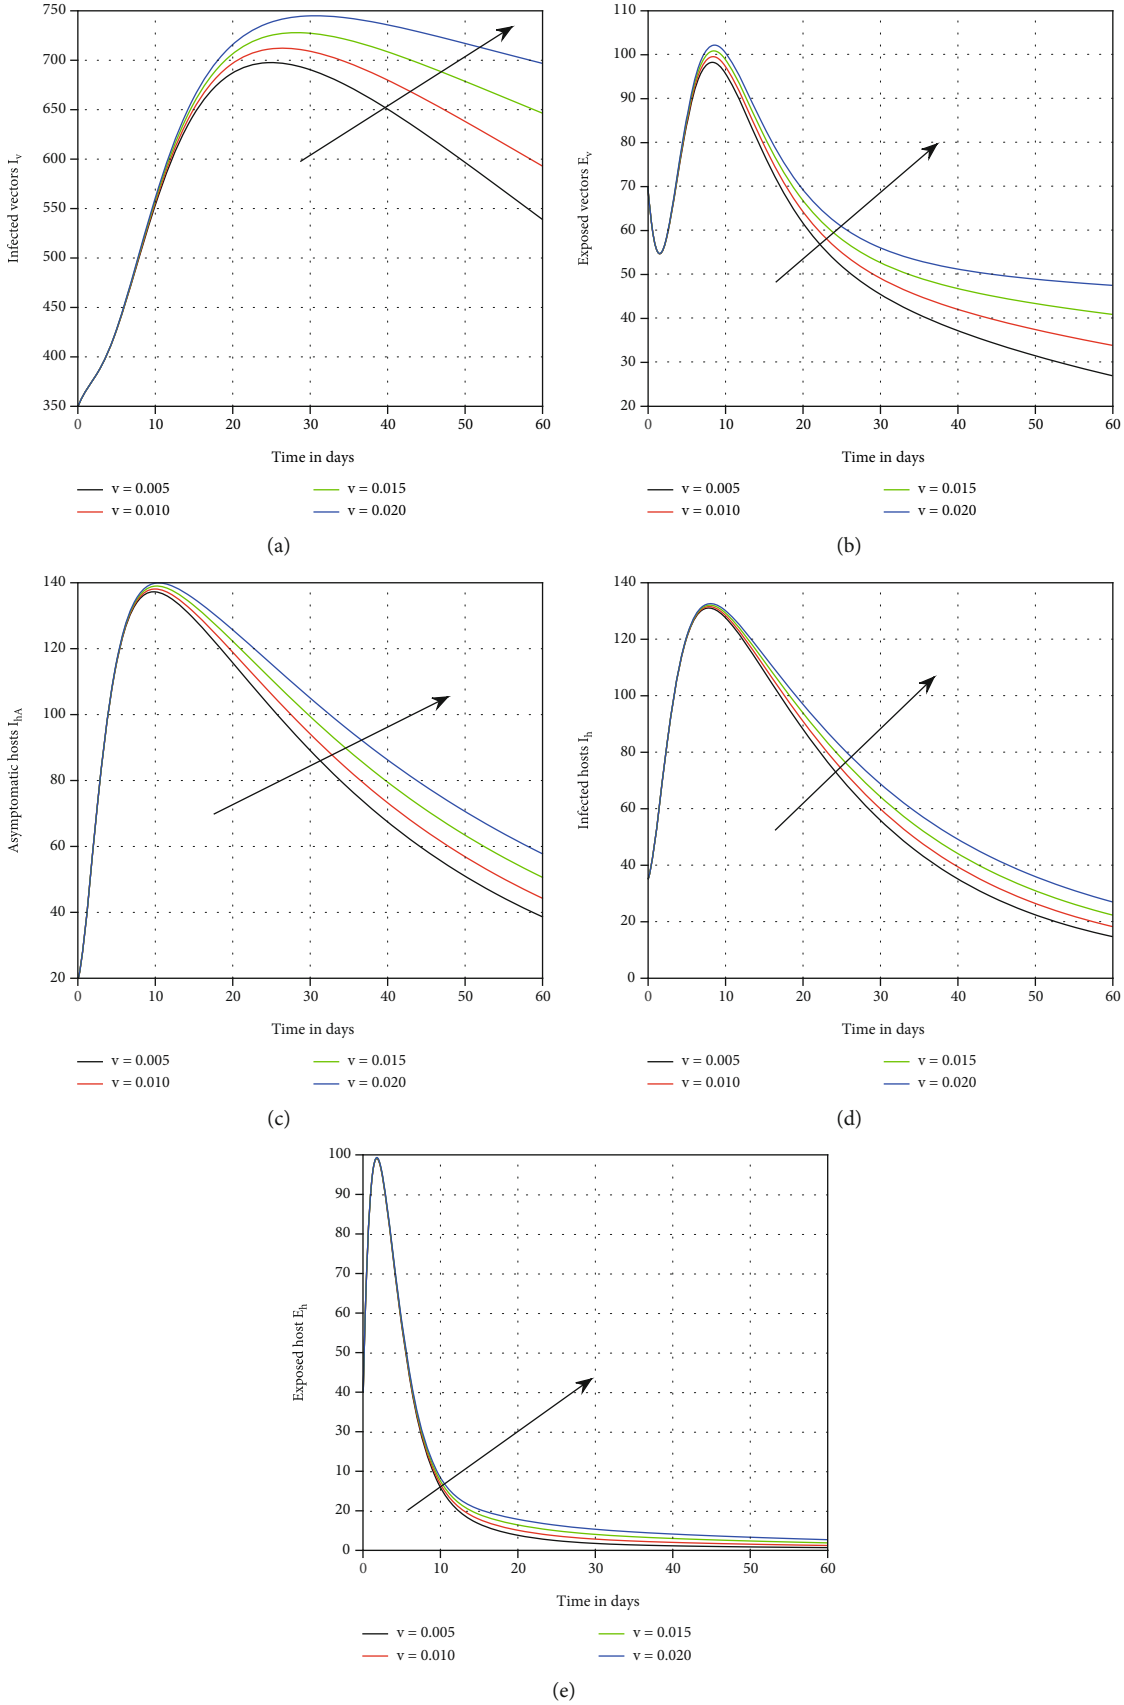 750
700
650
600
550
500
450
400
350
0 10 20 30 40 50 60
Infected vectors Iv
Time in days
v = 0.005 v = 0.015
v = 0.010 v = 0.020
(a)
110
100
90
80
70
60
50
40
30
20
0 10 20 30 40 50 60
Exposed vectors Ev
Time in days
v = 0.005 v = 0.015
v = 0.010 v = 0.020
(b)
140
120
100
80
60
40
20
0 10 20 30 40 50 60
Asymptomatic hosts IhA
Time in days
v = 0.005 v = 0.015
v = 0.010 v = 0.020
(c)
140
120
100
80
60
40
20
0
0 10 20 30 40 50 60
Infected hosts Ih
Time in days
v = 0.005 v = 0.015
v = 0.010 v = 0.020
(d)
100
90
80
70
60
50
40
30
10
20
0
0 10 20 30 40 50 60
Exposed host Eh
Time in days
v = 0.005 v = 0.015
v = 0.010 v = 0.020
(e)